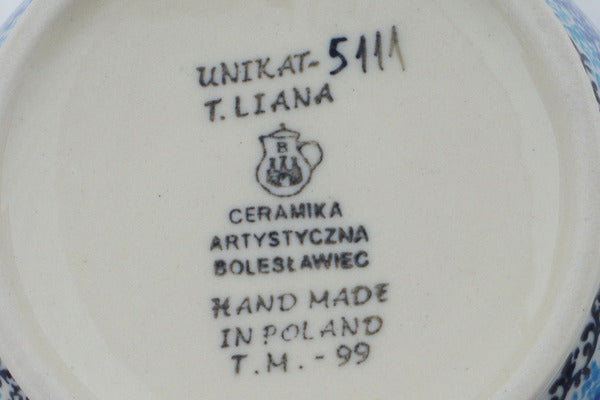 UNIKAT-5111
T. LIANA
B
CERAMIKA
ARTYSTYCZNA
BOLESŁAWIEC
HAND MADE
IN POLAND
T.M. - 99